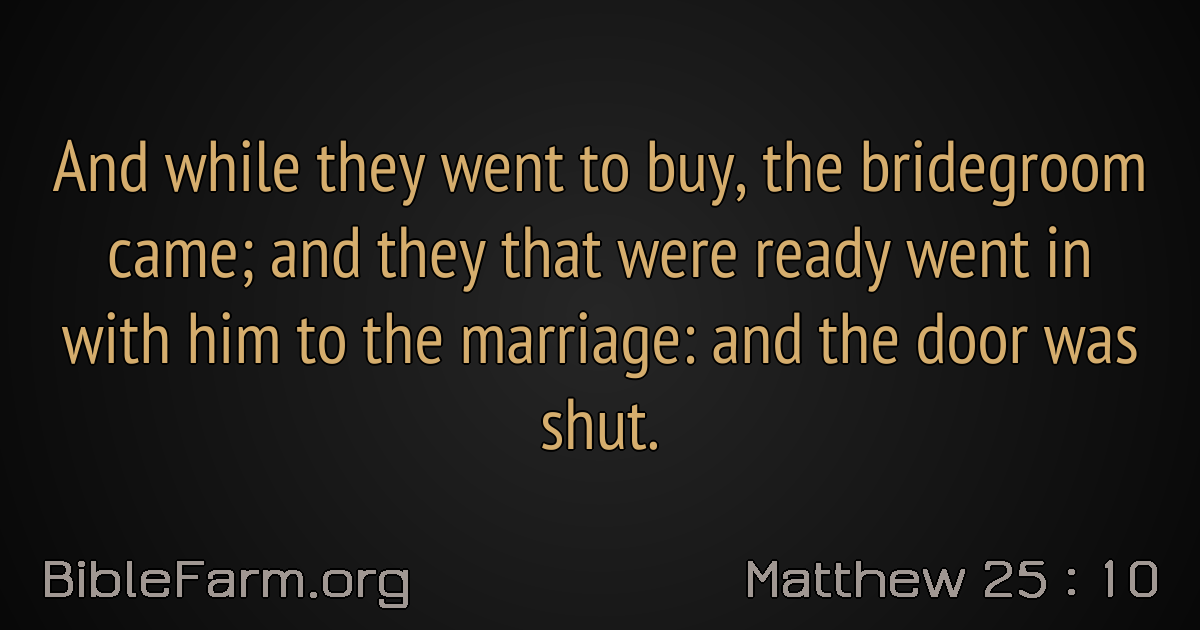 And while they went to buy, the bridegroom
came; and they that were ready went in
with him to the marriage: and the door was
shut.
BibleFarm.org
Matthew 25 : 10